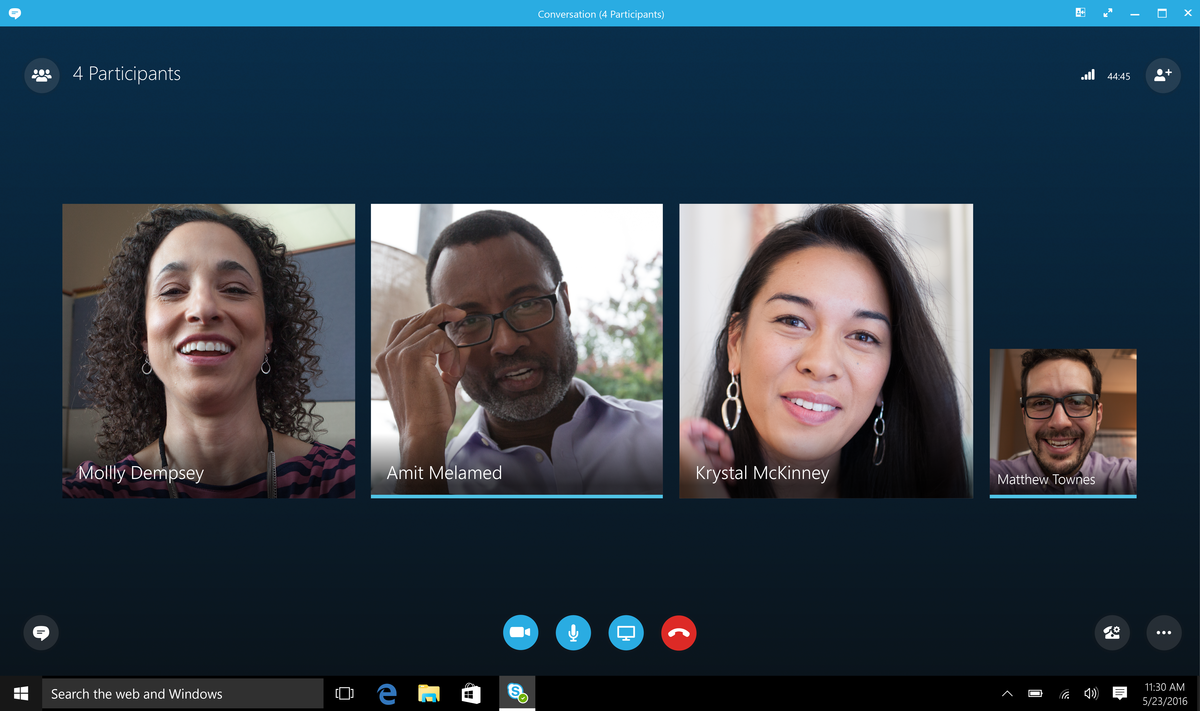 Conversation (4 Participants)
4 Participants
44:45
Mollly Dempsey
Amit Melamed
Krystal McKinney
Matthew Townes
Search the web and Windows
11:30 AM
5/23/2016